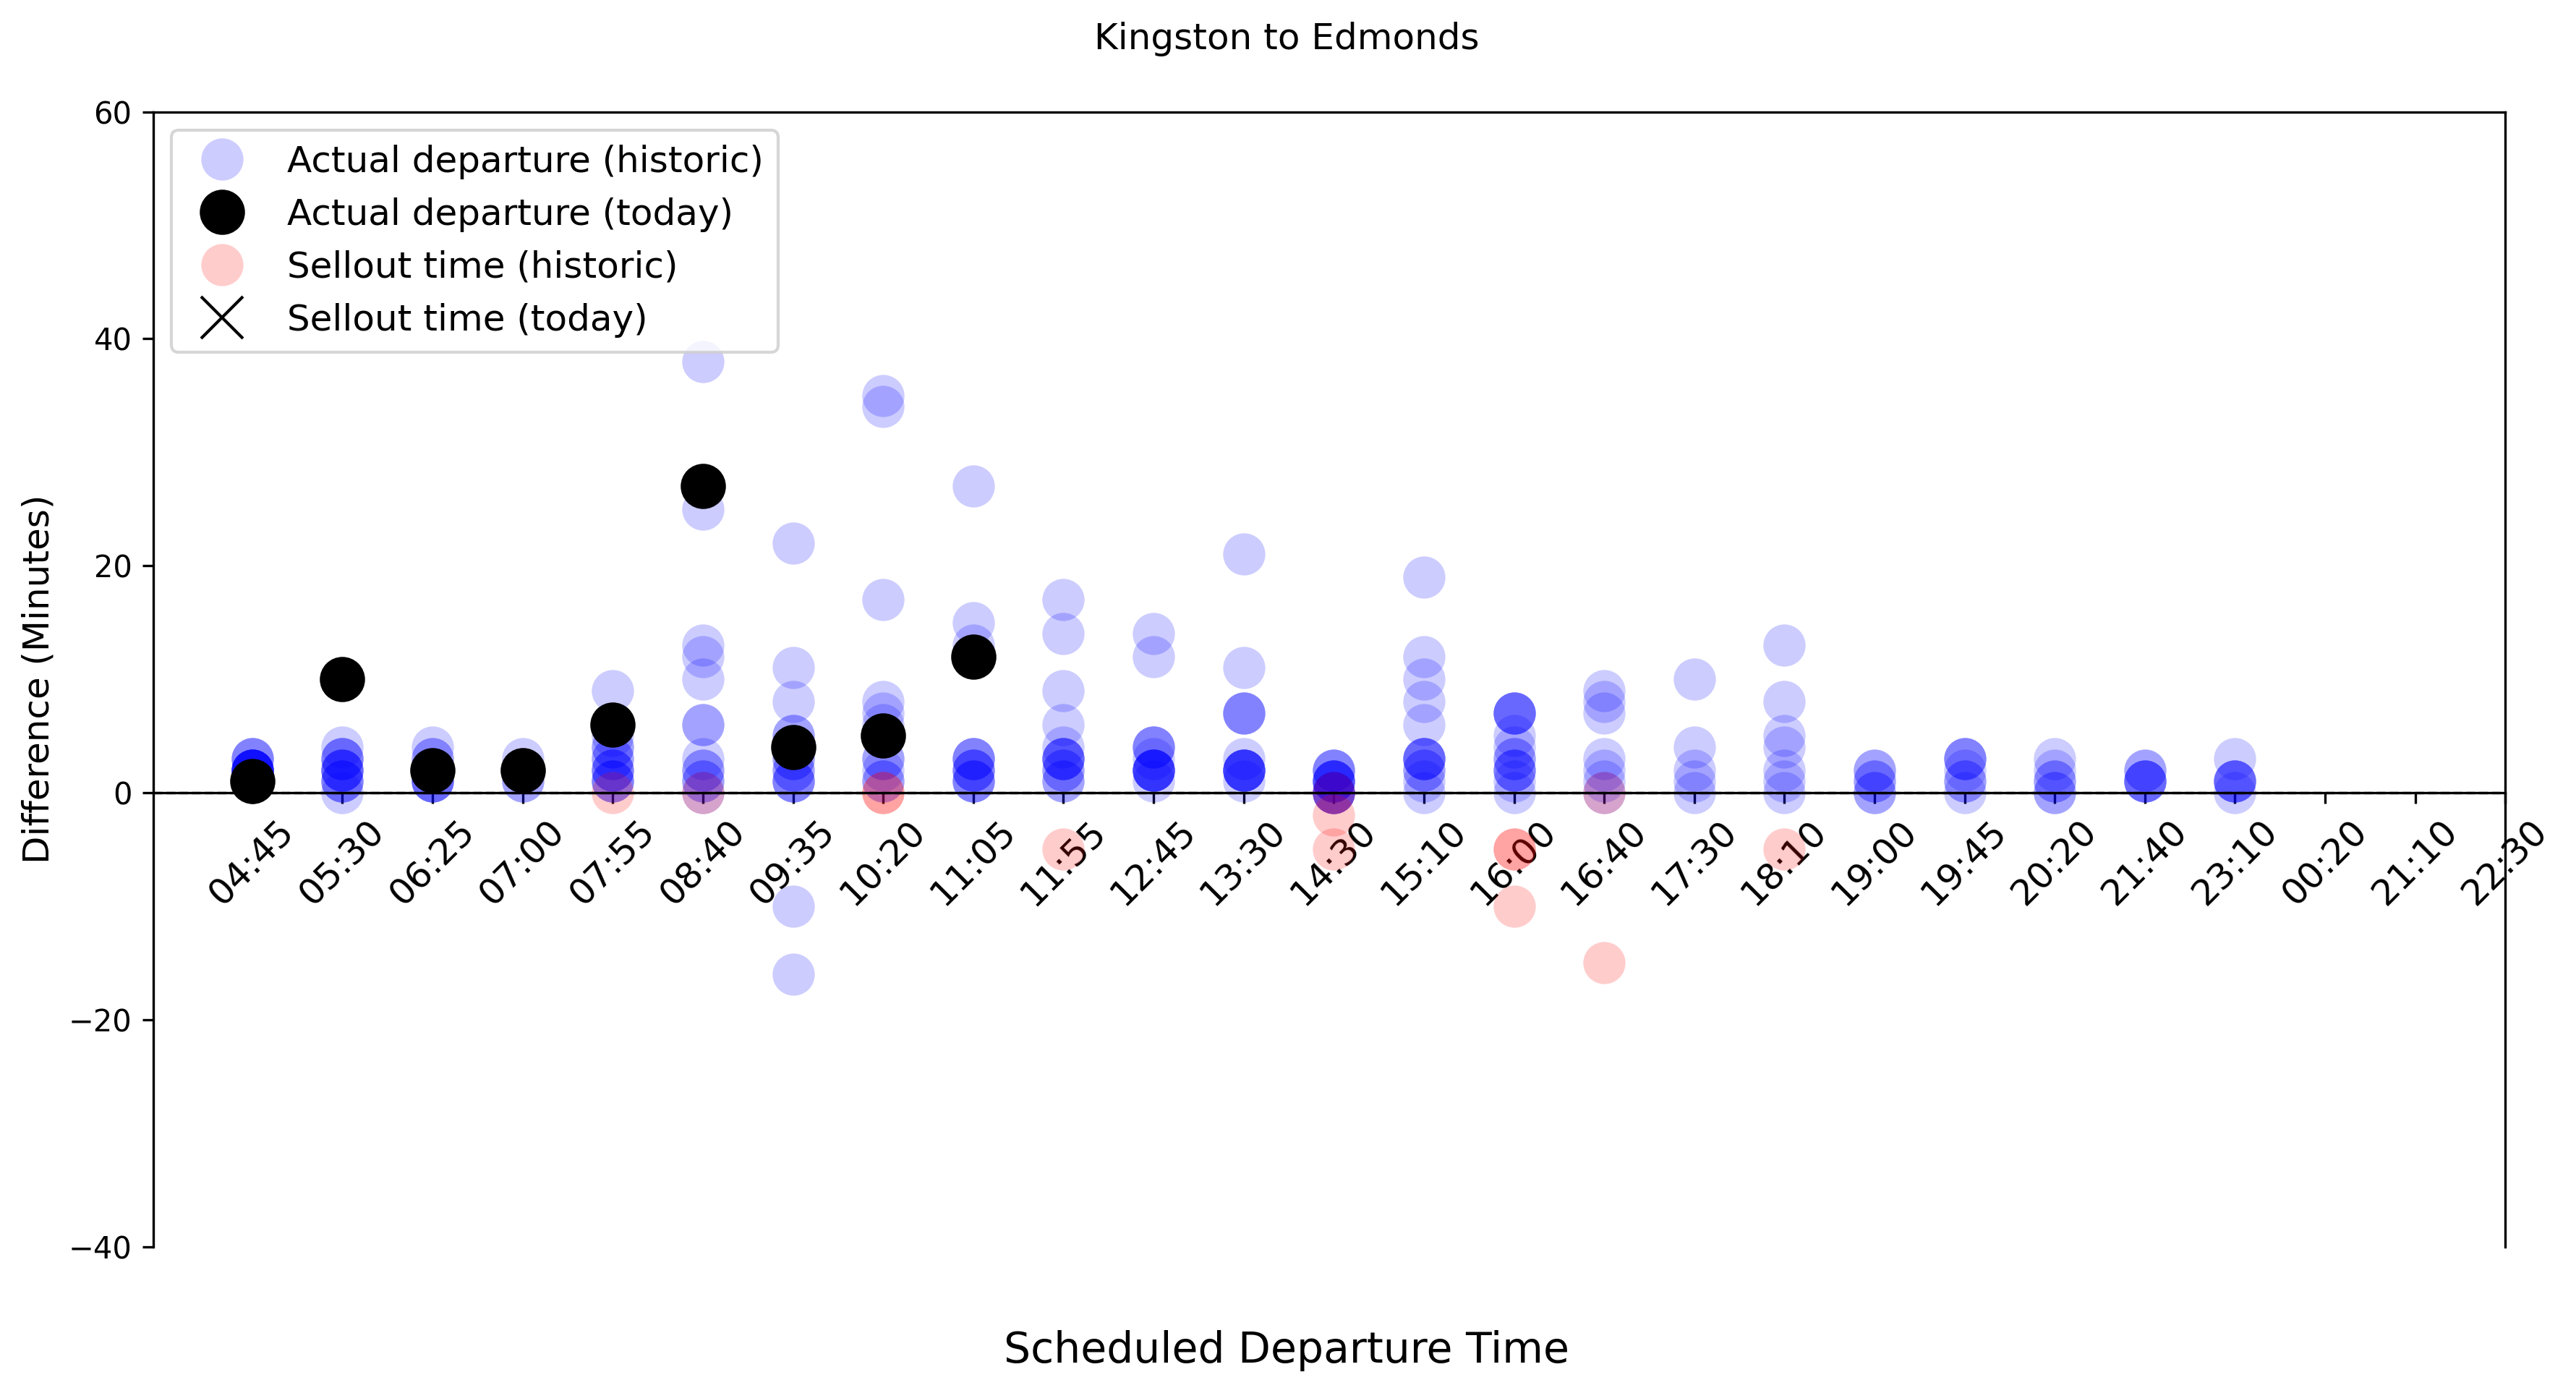 Kingston to Edmonds
Actual departure (historic)
Actual departure (today)
Sellout time (historic)
Sellout time (today)
Difference (Minutes)
60
40
20
0
−20
−40
04:45 05:30 06:25 07:00 07:55 08:40 09:35 10:20 11:05 11:55 12:45 13:30 14:30 15:10 16:00 16:40 17:30 18:10 19:00 19:45 20:20 21:40 23:10 00:20 21:10 22:30
Scheduled Departure Time